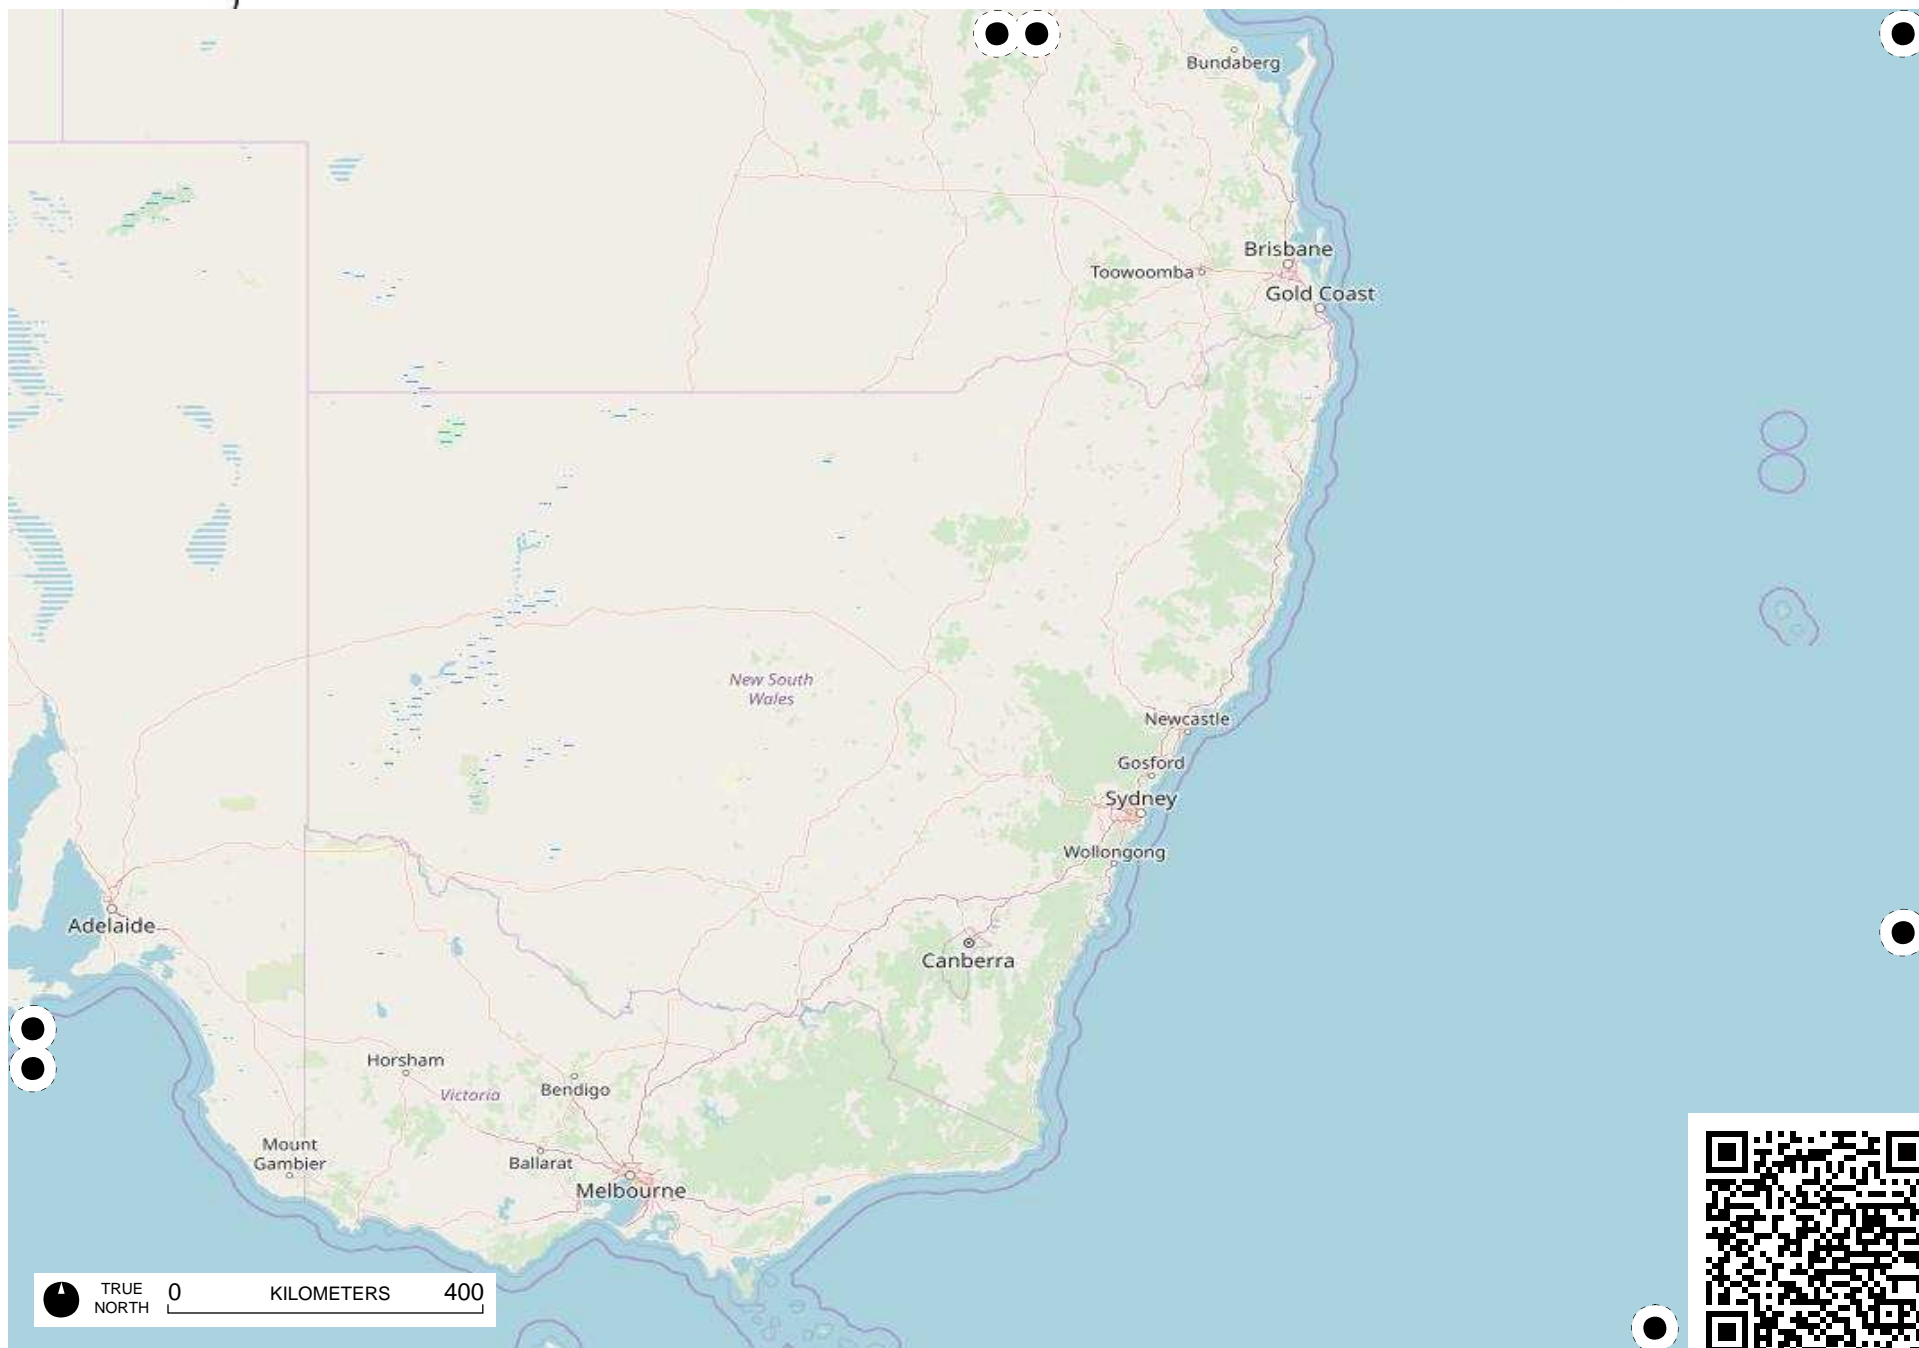 Bundaberg
Brisbane
Toowoomba
Gold Coast
New South
Wales
Newcastle
Gosford
Sydney
Wollongong
Adelaide
Canberra
Horsham
Victoria
Bendigo
Mount
Gambier
Ballarat
Melbourne
TRUE
NORTH
0 KILOMETERS 400